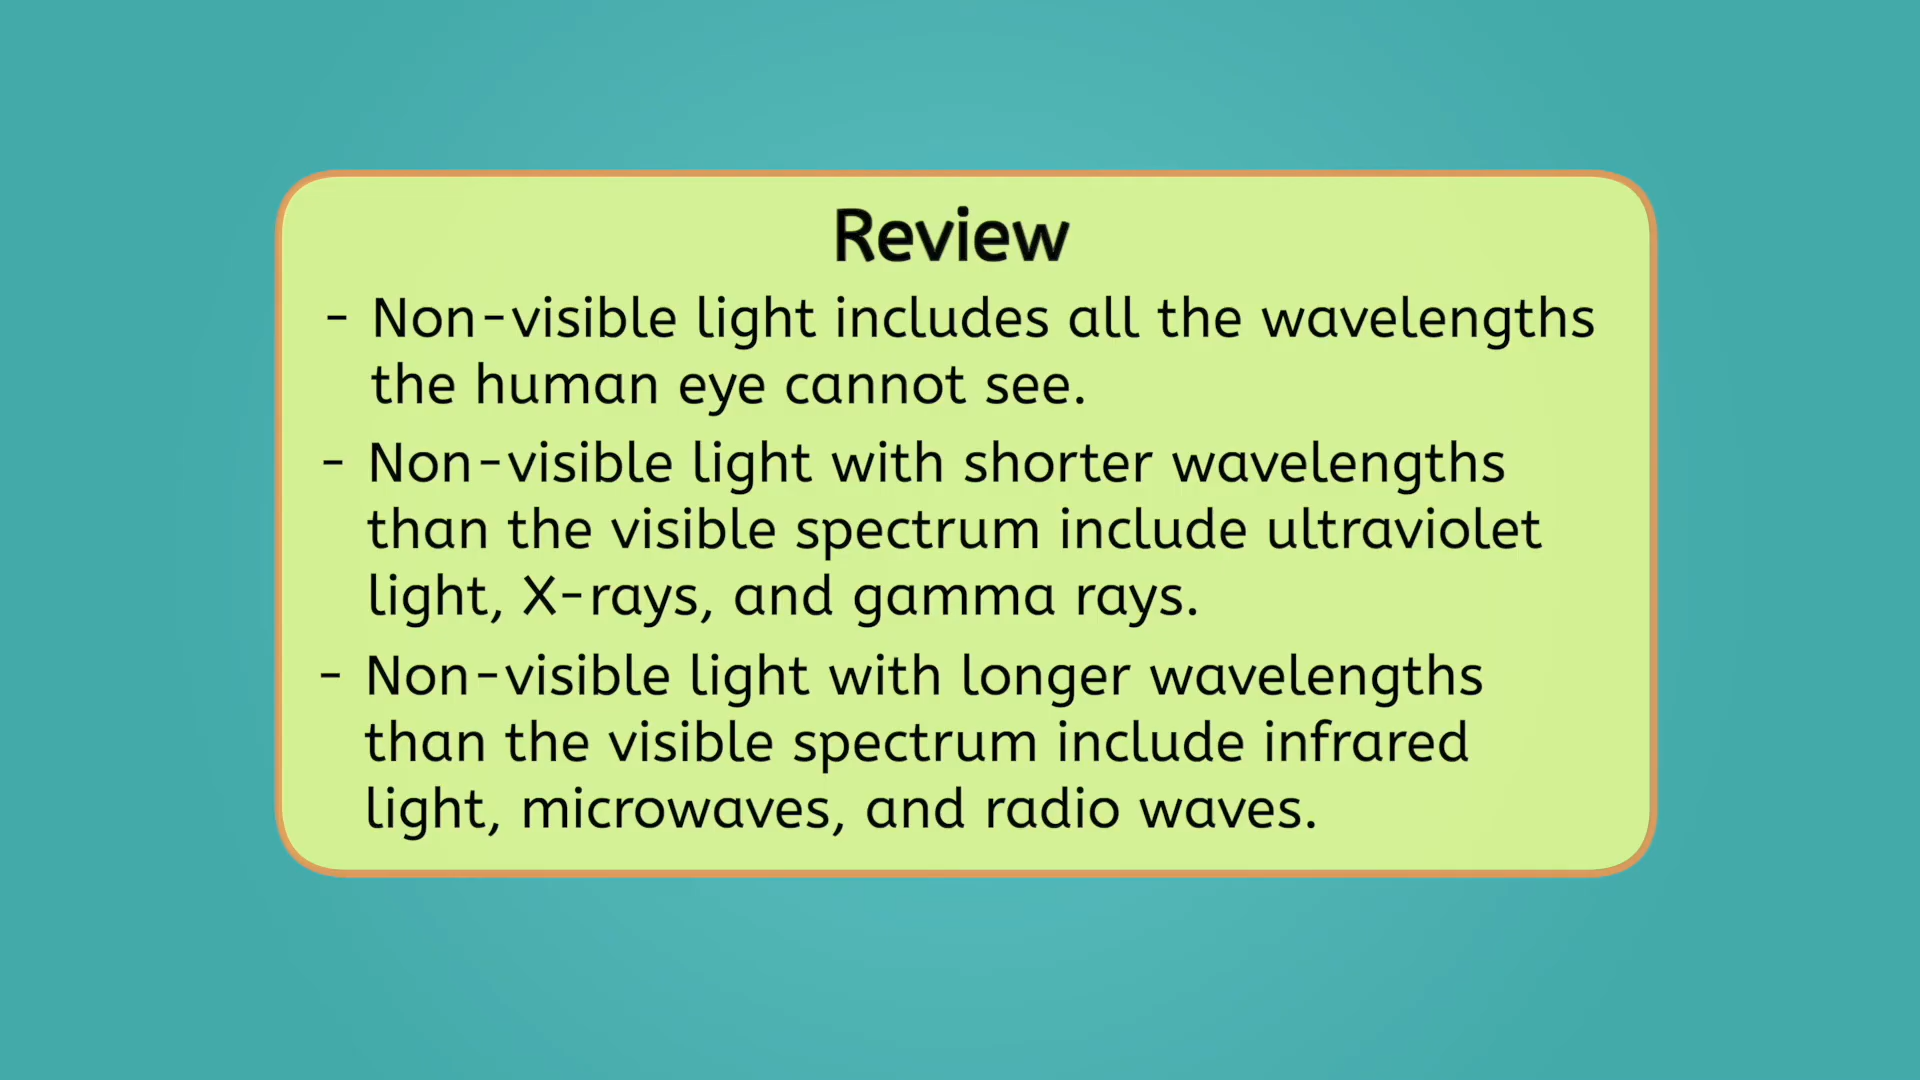 Review
- Non-visible light includes all the wavelengths
the human eye cannot see.
- Non-visible light with shorter wavelengths
than the visible spectrum include ultraviolet
light, X-rays, and gamma rays.
- Non-visible light with longer wavelengths
than the visible spectrum include infrared
light, microwaves, and radio waves.